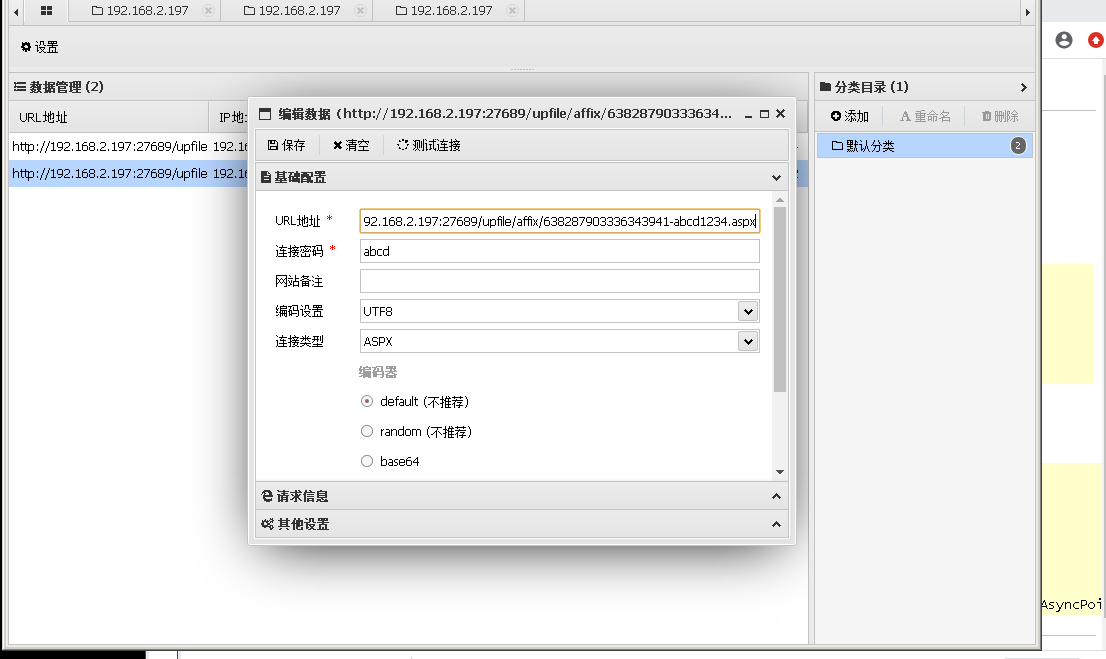 192.168.2.197 192.168.2.197 192.168.2.197
设置
数据管理 (2)
URL地址 IP地
http://192.168.2.197:27689/upfile 192.16
http://192.168.2.197:27689/upfile 192.16
编辑数据 (http://192.168.2.197:27689/upfile/affix/63828790333634...
保存 清空 测试连接
基础配置
URL地址 * 92.168.2.197:27689/upfile/affix/638287903336343941-abcd1234.aspx
连接密码 * abcd
网站备注
编码设置 UTF8
连接类型 ASPX
编码器
default (不推荐)
random (不推荐)
base64
请求信息
其他设置
分类目录 (1)
添加 重命名 删除
默认分类 2
AsyncPoi